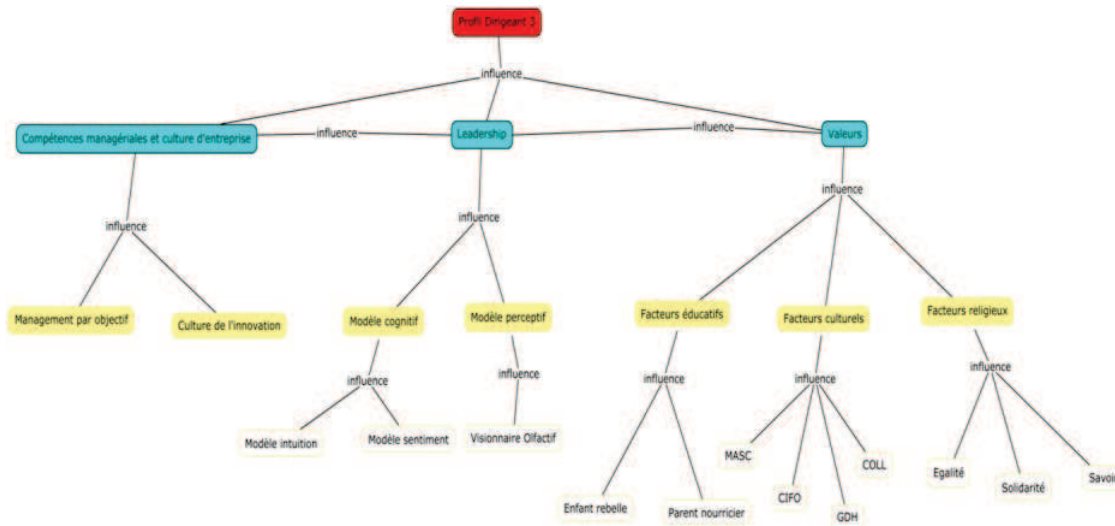 Profil Dirigeant 3
influence
Compétences managériales et culture d'entreprise
influence
Leadership
influence
Valeurs
influence
influence
influence
Management par objectif
Culture de l'innovation
Modèle cognitif
Modèle perceptif
Facteurs éducatifs
Facteurs culturels
Facteurs religieux
influence
influence
influence
influence
influence
Modèle intuition
Modèle sentiment
Visionnaire Olfactif
MASC
COLL
Egalité
Solidarité
Savoir
Enfant rebelle
Parent nourricier
CIFO
GDH